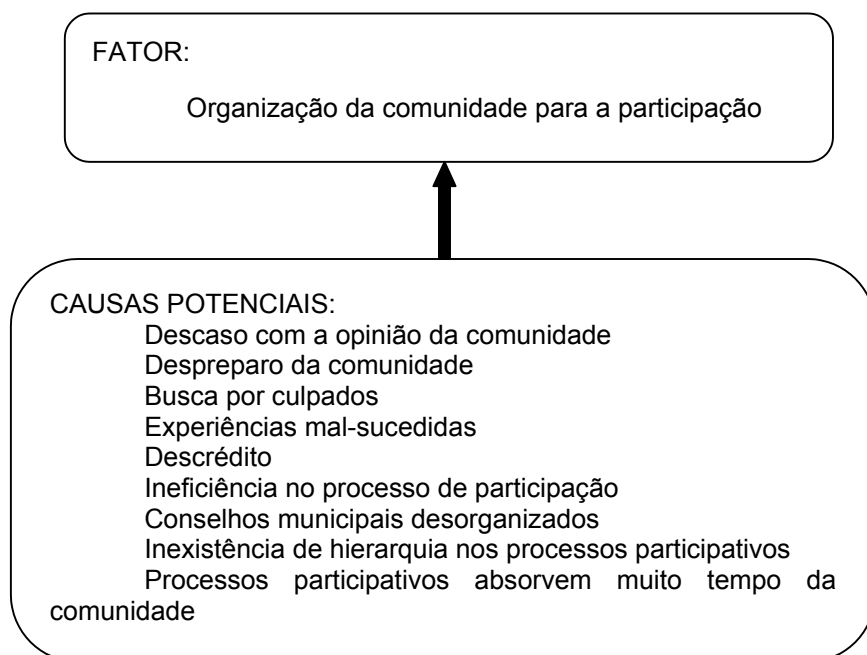 FATOR:
Organização da comunidade para a participação
CAUSAS POTENCIAIS:
Descaso com a opinião da comunidade
Despreparo da comunidade
Busca por culpados
Experiências mal-sucedidas
Descrédito
Ineficiência no processo de participação
Conselhos municipais desorganizados
Inexistência de hierarquia nos processos participativos
Processos participativos absorvem muito tempo da
comunidade